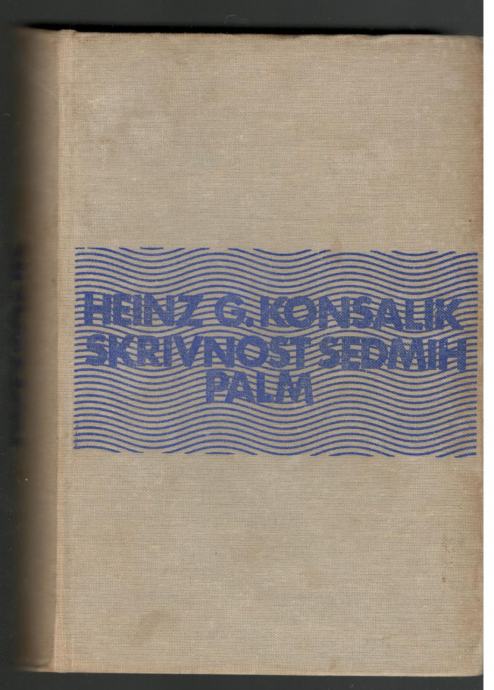 HEINZ G. KONSALIK
SKRIVNOST SEDMIH
PALM